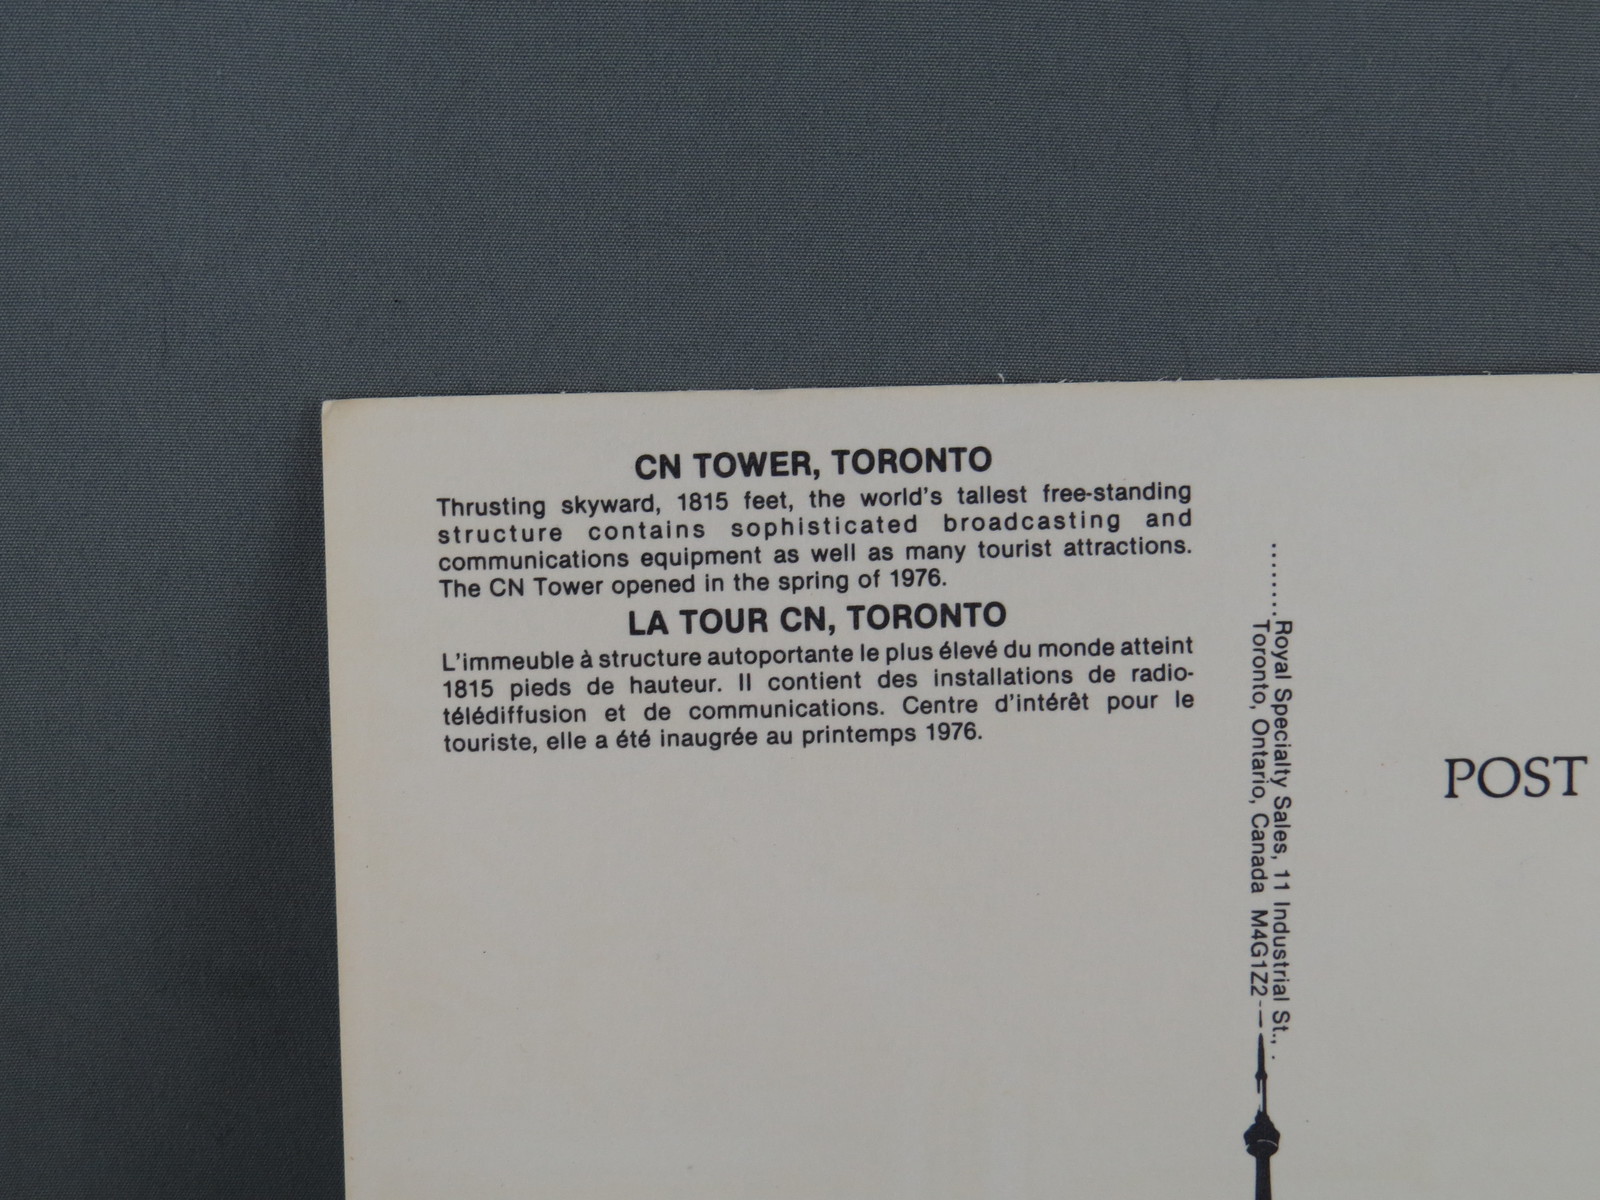 CN TOWER, TORONTO
Thrusting skyward, 1815 feet, the world's tallest free-standing
structure contains sophisticated broadcasting and
communications equipment as well as many tourist attractions.
The CN Tower opened in the spring of 1976.
LA TOUR CN, TORONTO
L'immeuble à structure autoportante le plus élevé du monde atteint
1815 pieds de hauteur. Il contient des installations de radio-
télédiffusion et de communications. Centre d'intérêt pour le
touriste, elle a été inaugrée au printemps 1976.
Royal Specialty Sales, 11 Industrial St.,
Toronto, Ontario, Canada M4G1Z2
POST